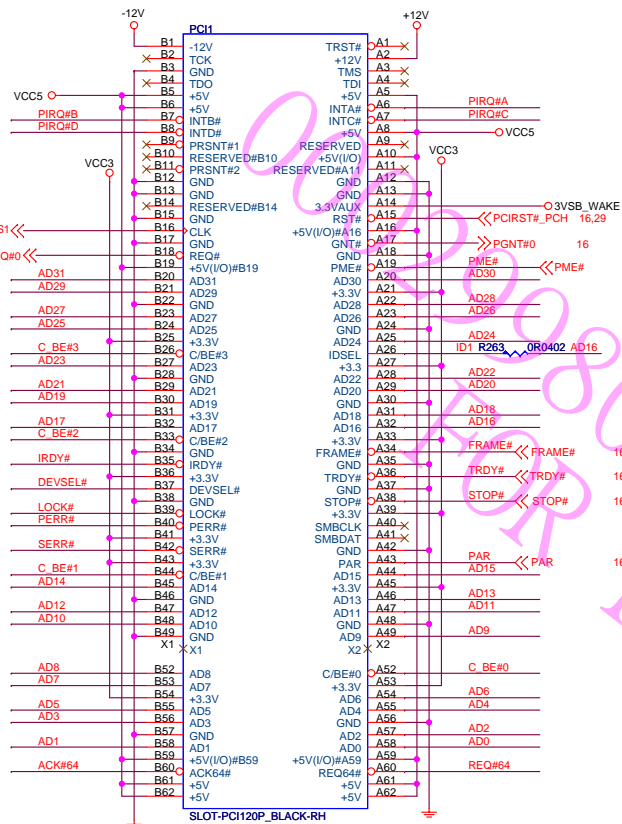 -12V
+12V
PCI1
B1 -12V TRST# A1
B2 TCK +12V A2
B3 GND TMS A3
B4 TDO TDI A4
VCC5 B5 +5V +5V A5
B6 +5V INTA# A6 PIRQ#A
PIRQ#B B7 INTB# INTC# A7 PIRQ#C
PIRQ#D B8 INTD# +5V A8 VCC5
B9 PRSNT#1 RESERVED A9
B10 RESERVED#B10 +5V(I/O) A10
VCC3 B11 PRSNT#2 RESERVED#A11 A11 VCC3
B12 GND GND A12
B13 GND GND A13
B14 RESERVED#B14 3.3VAUX A14 3VSB_WAKE
B15 GND RST# A15 PCIRST#_PCH 16,29
S1 B16 CLK +5V(I/O)#A16 A16
B17 GND GNT# A17 PGNT#0 16
Q#0 B18 REQ# GND A18
B19 +5V(I/O)#B19 PME# A19 PME# PME#
AD31 B20 AD31 AD30 A20 AD30
AD29 B21 AD29 +3.3V A21
B22 GND AD28 A22 AD28
AD27 B23 AD27 AD26 A23 AD26
AD25 B24 AD25 GND A24
B25 +3.3V AD24 A25 AD24
C_BE#3 B26 C/BE#3 IDSEL A26 ID1 R263 0R0402 AD16
AD23 B27 AD23 +3.3 A27
B28 GND AD22 A28 AD22
AD21 B29 AD21 AD20 A29 AD20
AD19 B30 AD19 GND A30
B31 +3.3V AD18 A31 AD18
AD17 B32 AD17 AD16 A32 AD16
C_BE#2 B33 C/BE#2 +3.3V A33
B34 GND FRAME# A34 FRAME# FRAME# 16
IRDY# B35 IRDY# GND A35
B36 +3.3V TRDY# A36 TRDY# TRDY# 16
DEVSEL# B37 DEVSEL# GND A37
B38 GND STOP# A38 STOP# STOP# 16
LOCK# B39 LOCK# +3.3V A39
PERR# B40 PERR# SMBCLK A40
B41 +3.3V SMBDAT A41
SERR# B42 SERR# GND A42
B43 +3.3V PAR A43 PAR PAR 16
C_BE#1 B44 C/BE#1 AD15 A44 AD15
AD14 B45 AD14 +3.3V A45
B46 GND AD13 A46 AD13
AD12 B47 AD12 AD11 A47 AD11
AD10 B48 AD10 GND A48
B49 GND AD9 A49 AD9
X1 X1 X2 X2
AD8 B52 AD8 C/BE#0 A52 C_BE#0
AD7 B53 AD7 +3.3V A53
B54 +3.3V AD6 A54 AD6
AD5 B55 AD5 AD4 A55 AD4
AD3 B56 AD3 GND A56
B57 GND AD2 A57 AD2
AD1 B58 AD1 AD0 A58 AD0
B59 +5V(I/O)#B59 +5V(I/O)#A59 A59
ACK#64 B60 ACK64# REQ64# A60 REQ#64
B61 +5V +5V A61
B62 +5V +5V A62
SLOT-PCI120P_BLACK-RH
FOR